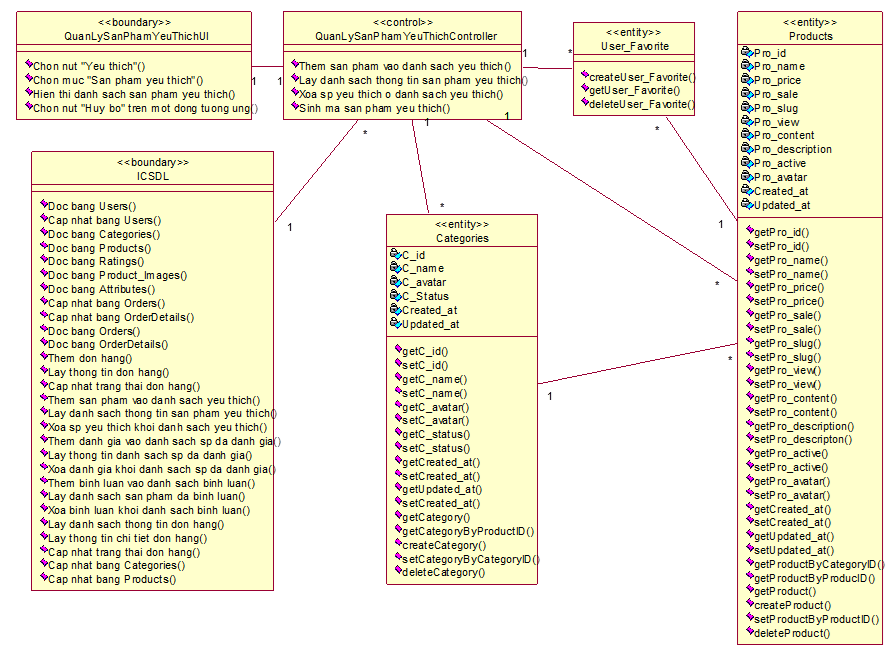 <<boundary>>
QuanLySanPhamYeuThichUI
Chon nut "Yeu thich"()
Chon muc "San pham yeu thich"()
Hien thi danh sach san pham yeu thich()
Chon nut "Huy bo" tren mot dong tuong ung()
1
1
<<control>>
QuanLySanPhamYeuThichController
Them san pham vao danh sach yeu thich()
Lay danh sach thong tin san pham yeu thich()
Xoa sp yeu thich o danh sach yeu thich()
Sinh ma san pham yeu thich()
1
*
<<entity>>
User_Favorite
createUser_Favorite()
getUser_Favorite()
deleteUser_Favorite()
*
1
<<entity>>
Products
Pro_id
Pro_name
Pro_price
Pro_sale
Pro_slug
Pro_view
Pro_content
Pro_description
Pro_active
Pro_avatar
Created_at
Updated_at
getPro_id()
setPro_id()
getPro_name()
setPro_name()
getPro_price()
setPro_price()
getPro_sale()
setPro_sale()
getPro_slug()
setPro_slug()
getPro_view()
setPro_view()
getPro_content()
setPro_content()
getPro_description()
setPro_descripton()
getPro_active()
setPro_active()
getPro_avatar()
setPro_avatar()
getCreated_at()
setCreated_at()
getUpdated_at()
setUpdated_at()
getProductByCategoryID()
getProductByProducID()
getProduct()
createProduct()
setProductByProductID()
deleteProduct()
*
1
<<boundary>>
ICSDL
Doc bang Users()
Cap nhat bang Users()
Doc bang Categories()
Doc bang Products()
Doc bang Ratings()
Doc bang Product_Images()
Doc bang Attributes()
Cap nhat bang Orders()
Cap nhat bang OrderDetails()
Doc bang Orders()
Doc bang OrderDetails()
Them don hang()
Lay thong tin don hang()
Cap nhat trang thai don hang()
Them san pham vao danh sach yeu thich()
Lay danh sach thong tin san pham yeu thich()
Xoa sp yeu thich khoi danh sach yeu thich()
Them danh gia vao danh sach sp da danh gia()
Lay thong tin danh sach sp da danh gia()
Xoa danh gia khoi danh sach sp da danh gia()
Them binh luan vao danh sach binh luan()
Lay danh sach san pham da binh luan()
Xoa binh luan khoi danh sach binh luan()
Lay danh sach thong tin don hang()
Lay thong tin chi tiet don hang()
Cap nhat trang thai don hang()
Cap nhat bang Categories()
Cap nhat bang Products()
1
*
1
*
<<entity>>
Categories
C_id
C_name
C_avatar
C_Status
Created_at
Updated_at
getC_id()
setC_id()
getC_name()
setC_name()
getC_avatar()
setC_avatar()
getC_status()
setC_status()
getCreated_at()
setCreated_at()
getUpdated_at()
setCreated_at()
getCategory()
getCategoryByProductID()
createCategory()
setCategoryByCategoryID()
deleteCategory()
1
*